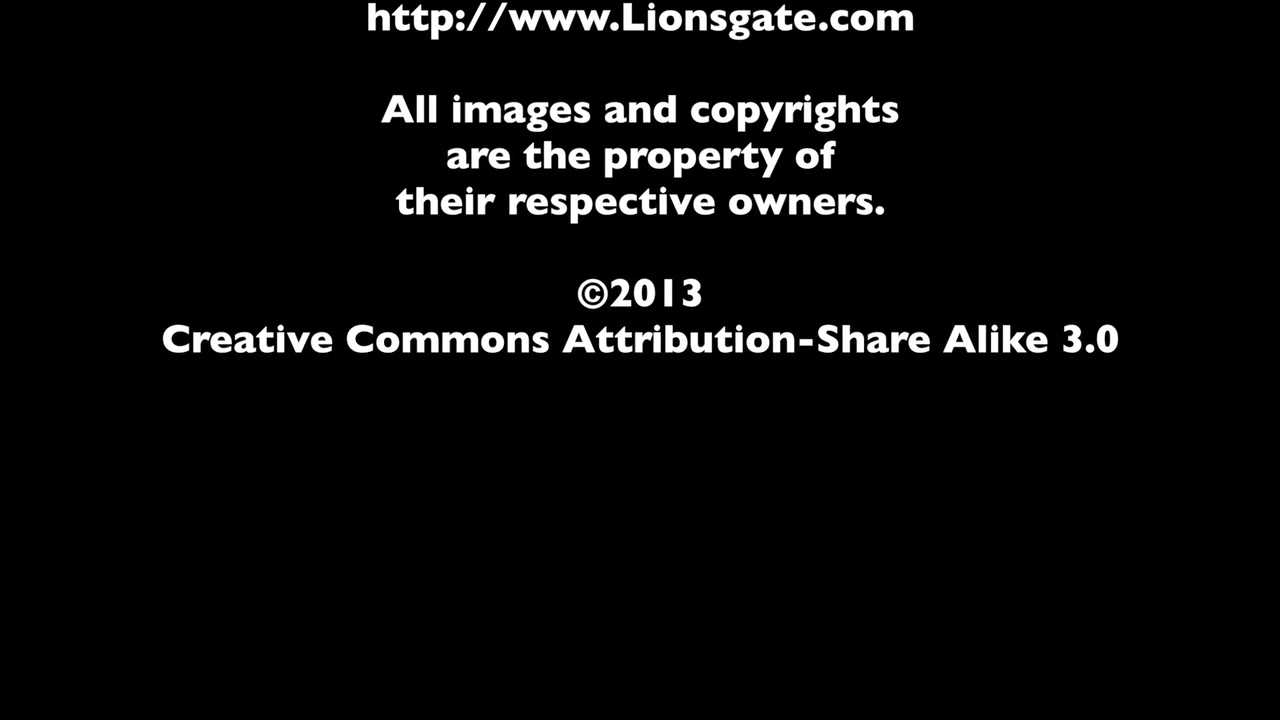 http://www.Lionsgate.com
All images and copyrights
are the property of
their respective owners.
©2013
Creative Commons Attribution-Share Alike 3.0